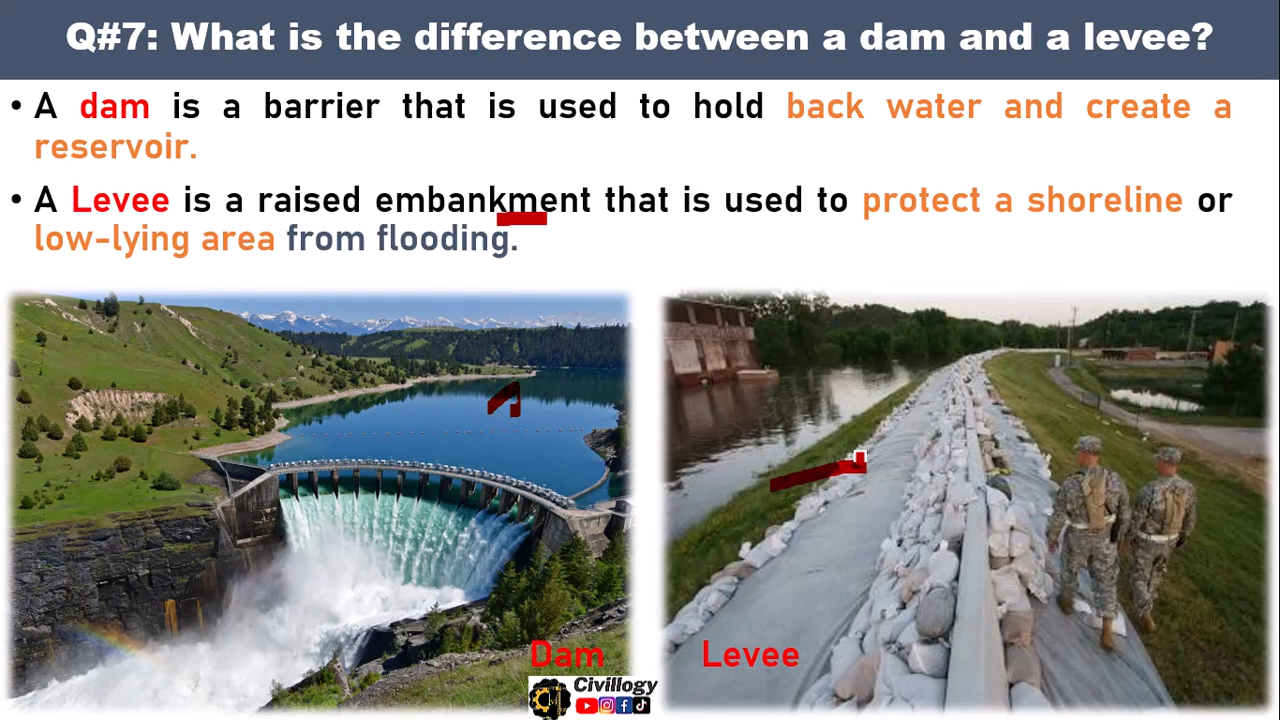 Q#7: What is the difference between a dam and a levee?
• A dam is a barrier that is used to hold back water and create a
reservoir.
• A Levee is a raised embankment that is used to protect a shoreline or
low-lying area from flooding.
Dam
Levee
Civillogy